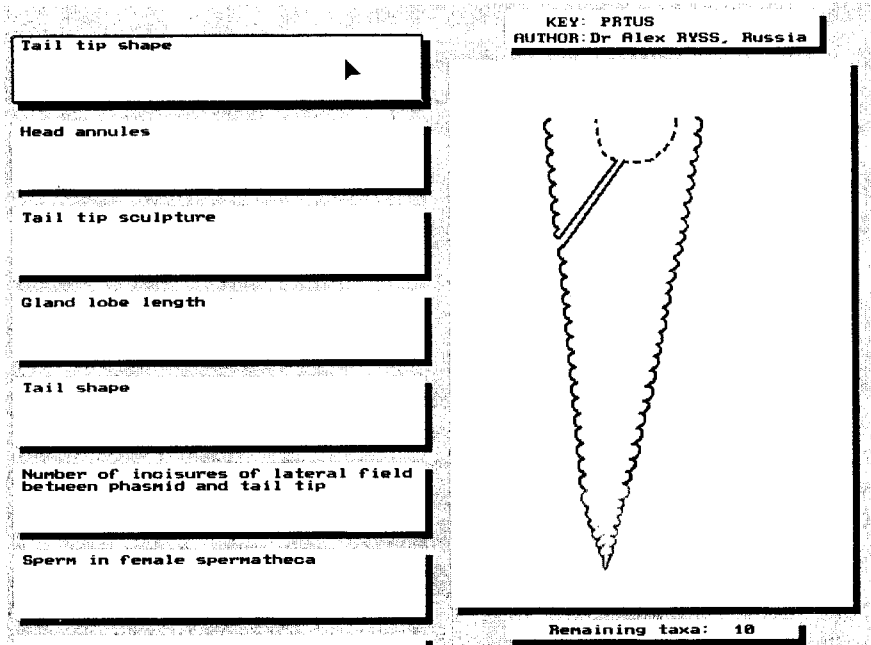 Tail tip shape
Head annules
Tail tip sculpture
Gland lobe length
Tail shape
Number of incisures of lateral field
between phasmid and tail tip
Sperm in female spermatheca
KEY: PRTUS
AUTHOR:Dr Alex RYSS, Russia
Remaining taxa: 10